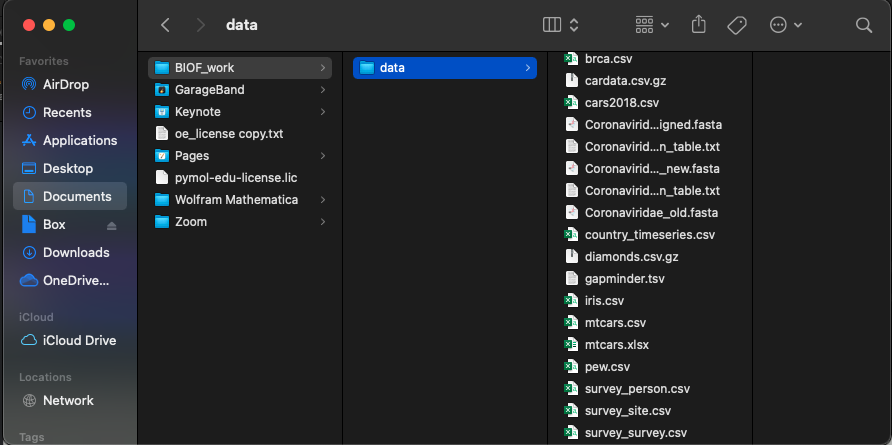 data
Favorites
AirDrop
Recents
Applications
Desktop
Documents
Box
Downloads
OneDrive...
iCloud
iCloud Drive
Locations
Network
Tags
BIOF_work
GarageBand
Keynote
oe_license copy.txt
Pages
pymol-edu-license.lic
Wolfram Mathematica
Zoom
data
brca.csv
cardata.csv.gz
cars2018.csv
Coronavirid...igned.fasta
Coronavirid...n_table.txt
Coronavirid..._new.fasta
Coronavirid...n_table.txt
Coronaviridae_old.fasta
country_timeseries.csv
diamonds.csv.gz
gapminder.tsv
iris.csv
mtcars.csv
mtcars.xlsx
pew.csv
survey_person.csv
survey_site.csv
survey_survey.csv